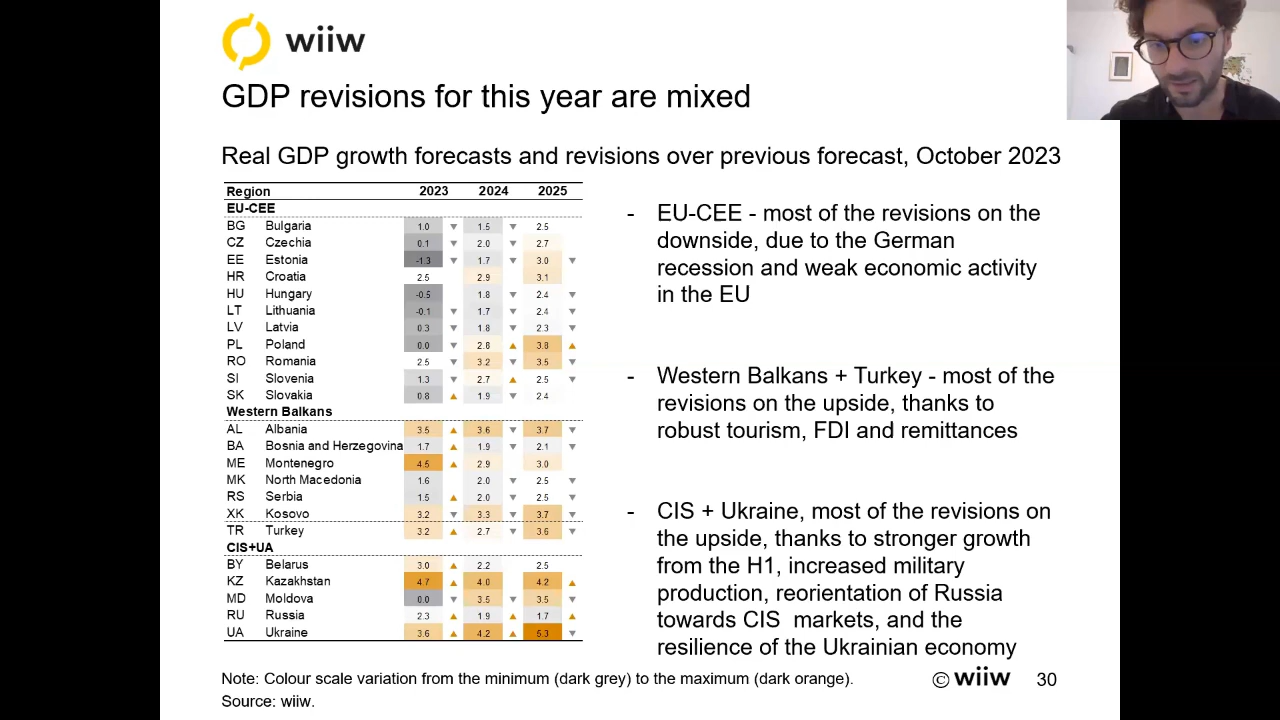 wiiw
GDP revisions for this year are mixed
Real GDP growth forecasts and revisions over previous forecast, October 2023
Region 2023 2024 2025
EU-CEE
BG Bulgaria 1.0 ▼ 1.5 ▼ 2.5
CZ Czechia 0.1 ▼ 2.0 ▼ 2.7
EE Estonia -1.3 ▼ 1.7 ▼ 3.0 ▼
HR Croatia 2.5 2.9 3.1
HU Hungary -0.5 1.8 ▼ 2.4 ▼
LT Lithuania -0.1 ▼ 1.7 ▼ 2.4 ▼
LV Latvia 0.3 ▼ 1.8 ▼ 2.3 ▼
PL Poland 0.0 ▼ 2.8 ▲ 3.8 ▲
RO Romania 2.5 ▼ 3.2 ▼ 3.5 ▼
SI Slovenia 1.3 ▼ 2.7 ▲ 2.5 ▼
SK Slovakia 0.8 ▲ 1.9 ▼ 2.4
Western Balkans
AL Albania 3.5 ▲ 3.6 ▼ 3.7 ▼
BA Bosnia and Herzegovina 1.7 ▲ 1.9 ▼ 2.1 ▼
ME Montenegro 4.5 ▲ 2.9 3.0
MK North Macedonia 1.6 2.0 ▼ 2.5 ▼
RS Serbia 1.5 ▲ 2.0 ▼ 2.5 ▼
XK Kosovo 3.2 ▼ 3.3 ▼ 3.7 ▼
TR Turkey 3.2 ▲ 2.7 ▼ 3.6 ▼
CIS+UA
BY Belarus 3.0 ▲ 2.2 2.5
KZ Kazakhstan 4.7 ▲ 4.0 4.2 ▲
MD Moldova 0.0 ▼ 3.5 ▼ 3.5 ▼
RU Russia 2.3 ▲ 1.9 ▲ 1.7 ▲
UA Ukraine 3.6 ▲ 4.2 ▲ 5.3 ▼
- EU-CEE - most of the revisions on the
downside, due to the German
recession and weak economic activity
in the EU
- Western Balkans + Turkey - most of the
revisions on the upside, thanks to
robust tourism, FDI and remittances
- CIS + Ukraine, most of the revisions on
the upside, thanks to stronger growth
from the H1, increased military
production, reorientation of Russia
towards CIS markets, and the
resilience of the Ukrainian economy
Note: Colour scale variation from the minimum (dark grey) to the maximum (dark orange).
Source: wiiw.
© wiiw 30